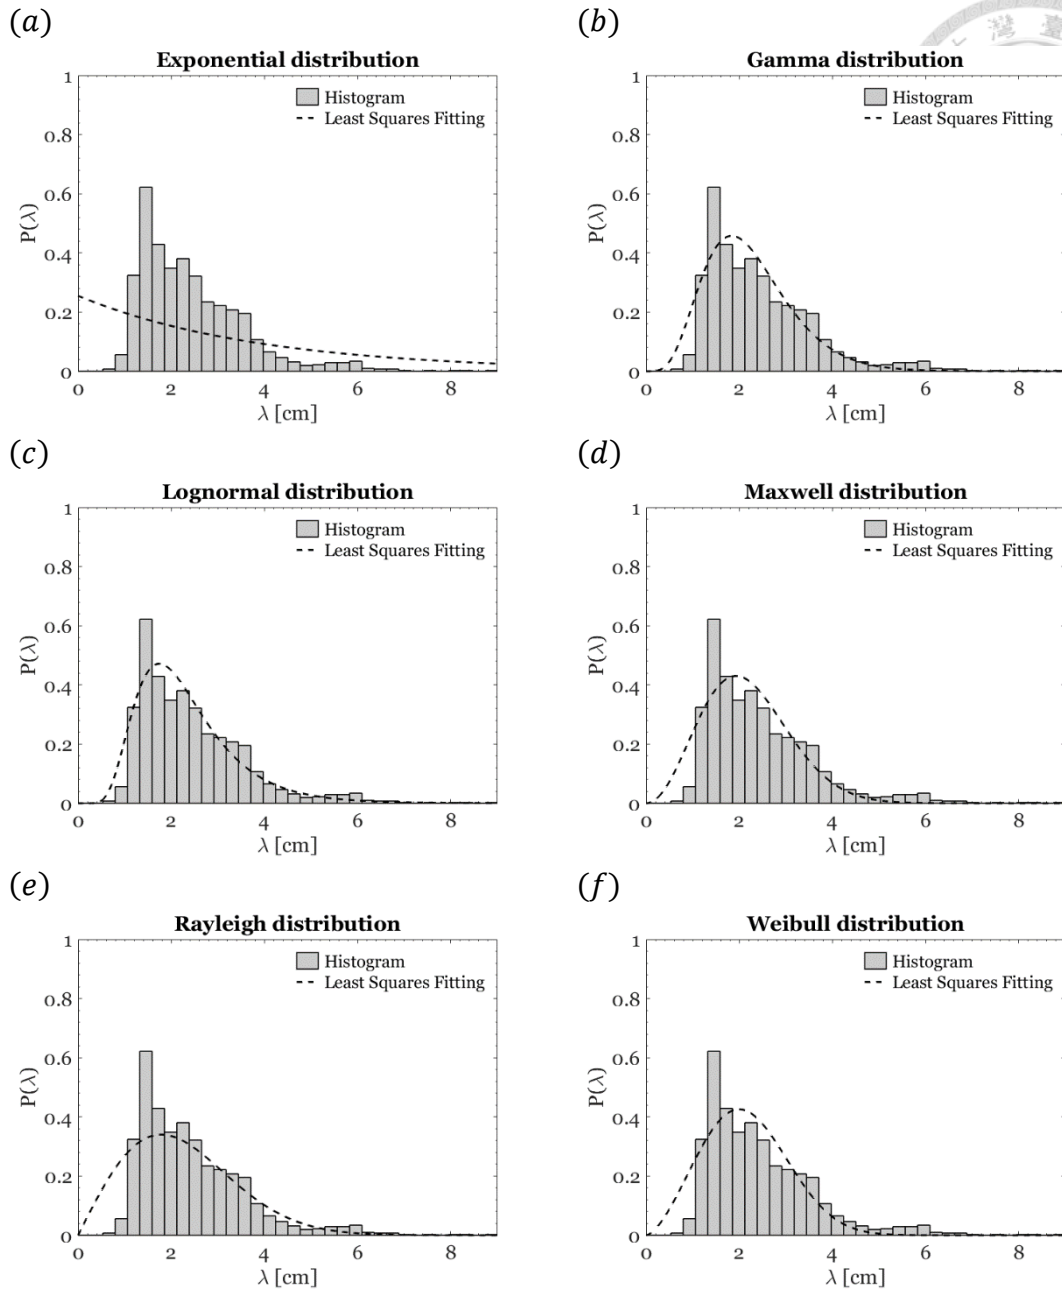 (a)
Exponential distribution
1
0.8
0.6
0.4
0.2
0
P(λ)
Histogram
Least Squares Fitting
0 2 4 6 8
λ [cm]
(b)
灣 臺
Gamma distribution
1
0.8
0.6
0.4
0.2
0
P(λ)
Histogram
Least Squares Fitting
0 2 4 6 8
λ [cm]
(c)
Lognormal distribution
1
0.8
0.6
0.4
0.2
0
P(λ)
Histogram
Least Squares Fitting
0 2 4 6 8
λ [cm]
(d)
Maxwell distribution
1
0.8
0.6
0.4
0.2
0
P(λ)
Histogram
Least Squares Fitting
0 2 4 6 8
λ [cm]
(e)
Rayleigh distribution
1
0.8
0.6
0.4
0.2
0
P(λ)
Histogram
Least Squares Fitting
0 2 4 6 8
λ [cm]
(f)
Weibull distribution
1
0.8
0.6
0.4
0.2
0
P(λ)
Histogram
Least Squares Fitting
0 2 4 6 8
λ [cm]